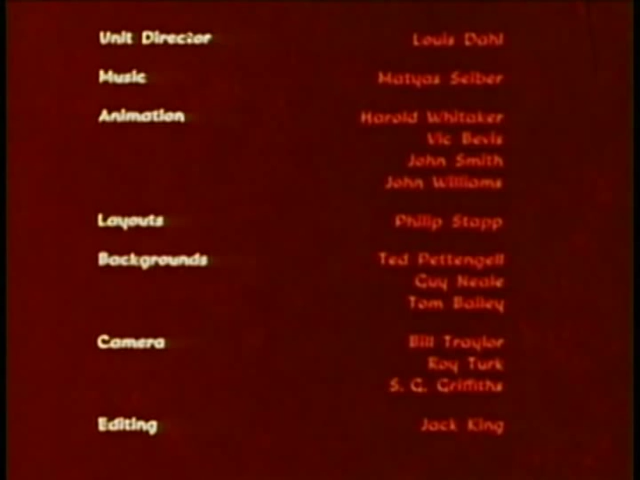 Unit Director Louis Dahl
Music Matyas Seiber
Animation Harold Whitaker
Vic Bevis
John Smith
John Williams
Layouts Philip Stapp
Backgrounds Ted Pettengell
Guy Neale
Tom Bailey
Camera Bill Traylor
Roy Turk
S. G. Griffiths
Editing Jack King